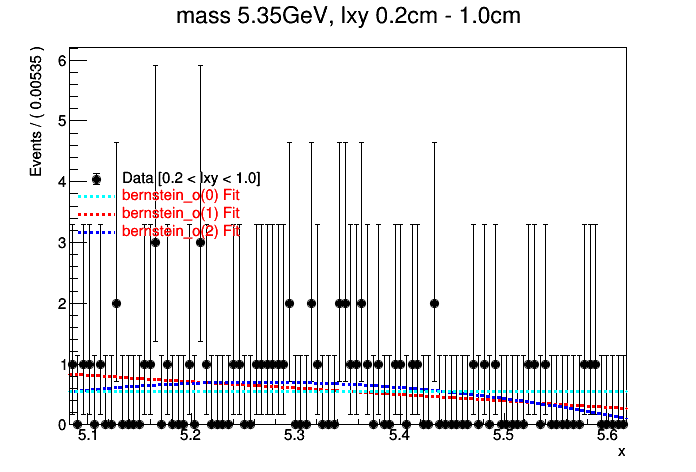 mass 5.35GeV, lxy 0.2cm - 1.0cm
Events / ( 0.00535 )
6
5
4
3
2
1
0
Data [0.2 < lxy < 1.0]
bernstein_o(0) Fit
bernstein_o(1) Fit
bernstein_o(2) Fit
5.1 5.2 5.3 5.4 5.5 5.6
x